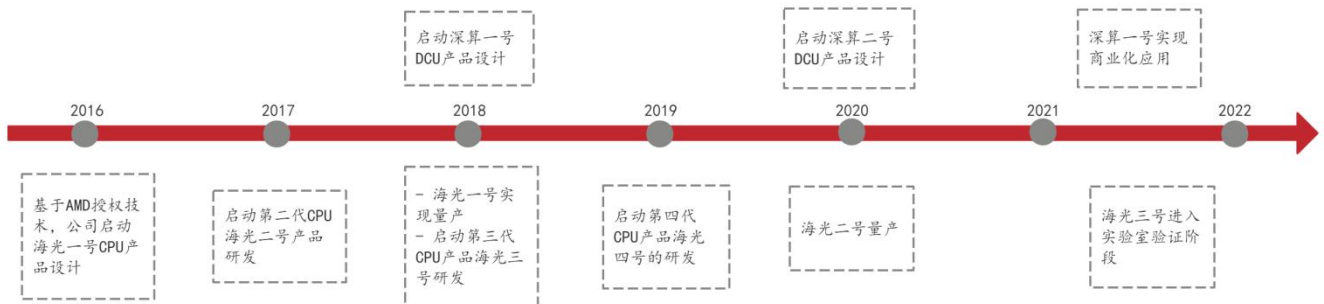 启动深算一号
DCU产品设计
启动深算二号
DCU产品设计
深算一号实现
商业化应用
2016
2017
2018
2019
2020
2021
2022
基于AMD授权技
术，公司启动
海光一号CPU产
品设计
启动第二代CPU
海光二号产品
研发
- 海光一号实
现量产
- 启动第三代
CPU产品海光三
号研发
启动第四代
CPU产品海光
四号的研发
海光二号量产
海光三号进入
实验室验证阶
段